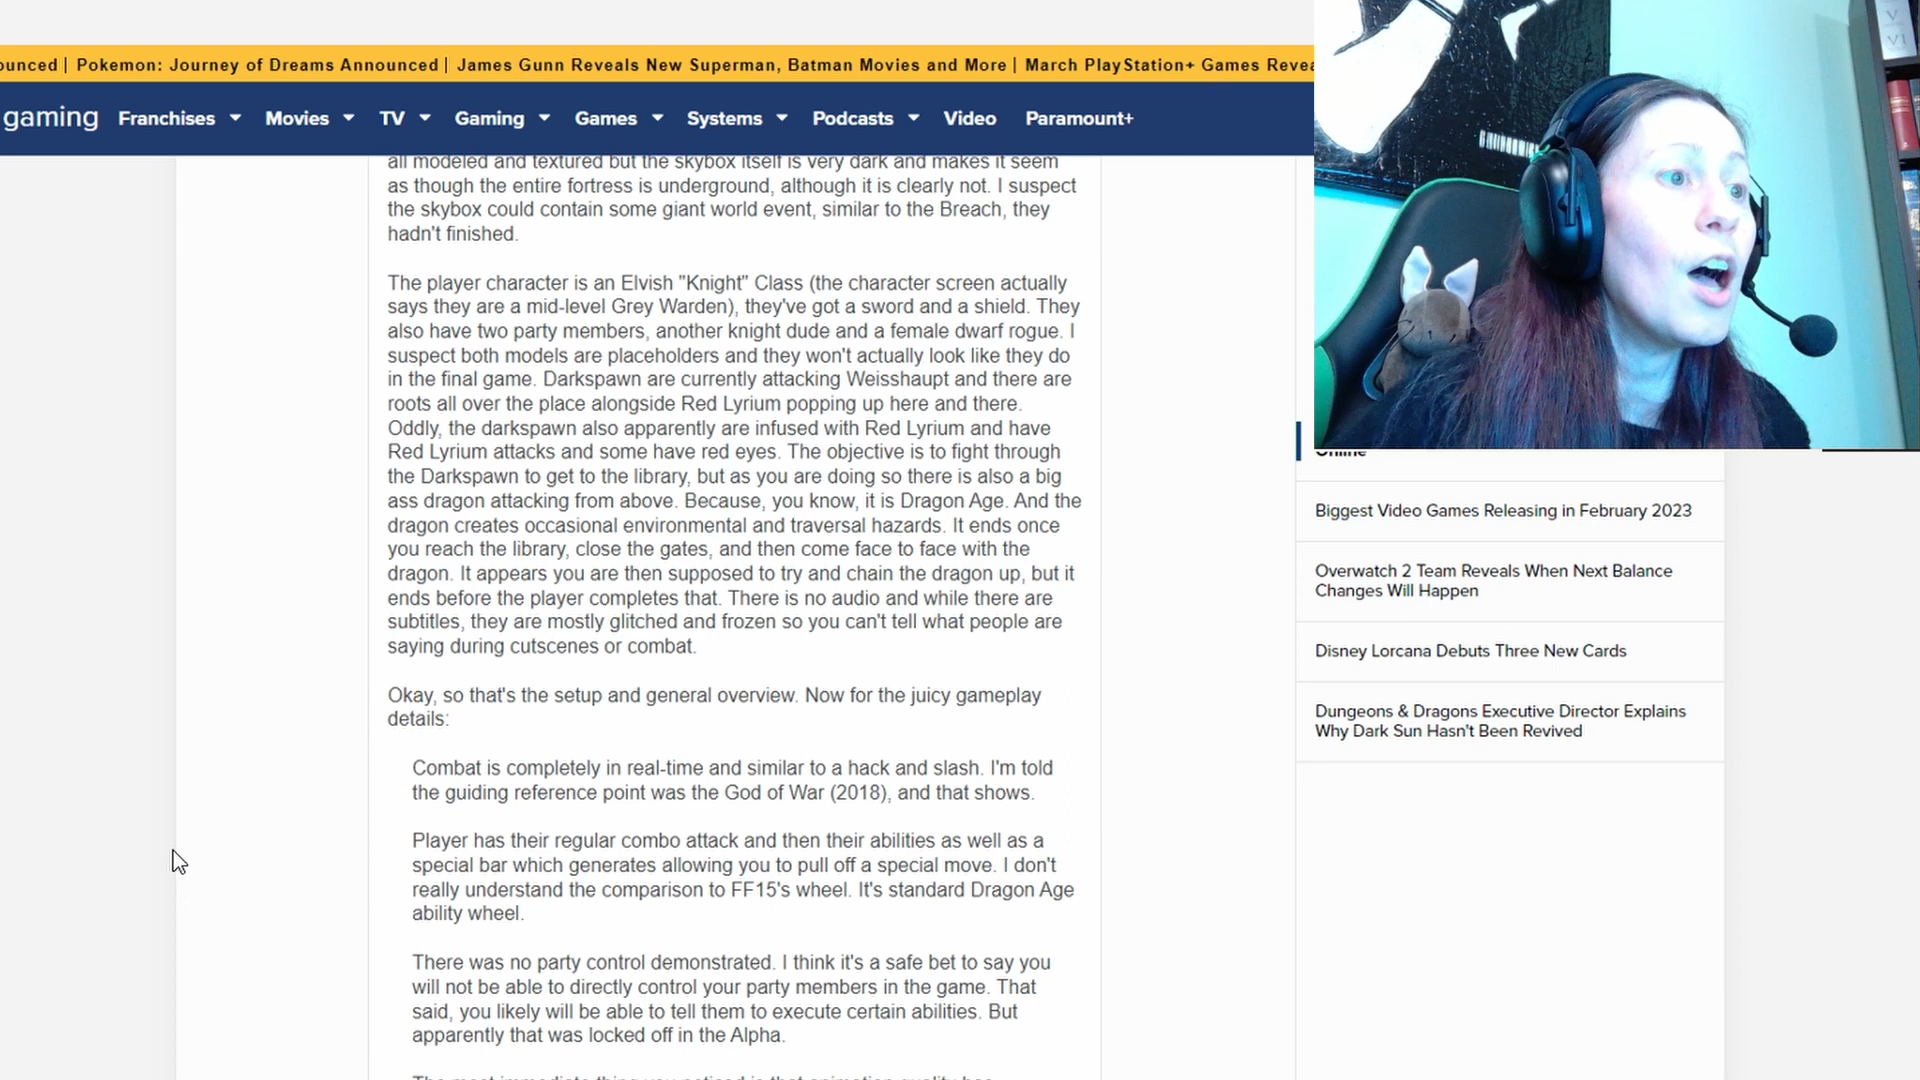 ounced | Pokemon: Journey of Dreams Announced | James Gunn Reveals New Superman, Batman Movies and More | March PlayStation+ Games Revea
gaming Franchises Movies TV Gaming Games Systems Podcasts Video Paramount+
all modeled and textured but the skybox itself is very dark and makes it seem
as though the entire fortress is underground, although it is clearly not. I suspect
the skybox could contain some giant world event, similar to the Breach, they
hadn't finished.
The player character is an Elvish "Knight" Class (the character screen actually
says they are a mid-level Grey Warden), they've got a sword and a shield. They
also have two party members, another knight dude and a female dwarf rogue. I
suspect both models are placeholders and they won't actually look like they do
in the final game. Darkspawn are currently attacking Weisshaupt and there are
roots all over the place alongside Red Lyrium popping up here and there.
Oddly, the darkspawn also apparently are infused with Red Lyrium and have
Red Lyrium attacks and some have red eyes. The objective is to fight through
the Darkspawn to get to the library, but as you are doing so there is also a big
ass dragon attacking from above. Because, you know, it is Dragon Age. And the
dragon creates occasional environmental and traversal hazards. It ends once
you reach the library, close the gates, and then come face to face with the
dragon. It appears you are then supposed to try and chain the dragon up, but it
ends before the player completes that. There is no audio and while there are
subtitles, they are mostly glitched and frozen so you can't tell what people are
saying during cutscenes or combat.
Okay, so that's the setup and general overview. Now for the juicy gameplay
details:
Combat is completely in real-time and similar to a hack and slash. I'm told
the guiding reference point was the God of War (2018), and that shows.
Player has their regular combo attack and then their abilities as well as a
special bar which generates allowing you to pull off a special move. I don't
really understand the comparison to FF15's wheel. It's standard Dragon Age
ability wheel.
There was no party control demonstrated. I think it's a safe bet to say you
will not be able to directly control your party members in the game. That
said, you likely will be able to tell them to execute certain abilities. But
apparently that was locked off in the Alpha.
The most immediate thing you noticed is that animation quality has
Online
Biggest Video Games Releasing in February 2023
Overwatch 2 Team Reveals When Next Balance
Changes Will Happen
Disney Lorcana Debuts Three New Cards
Dungeons & Dragons Executive Director Explains
Why Dark Sun Hasn't Been Revived
V
VI